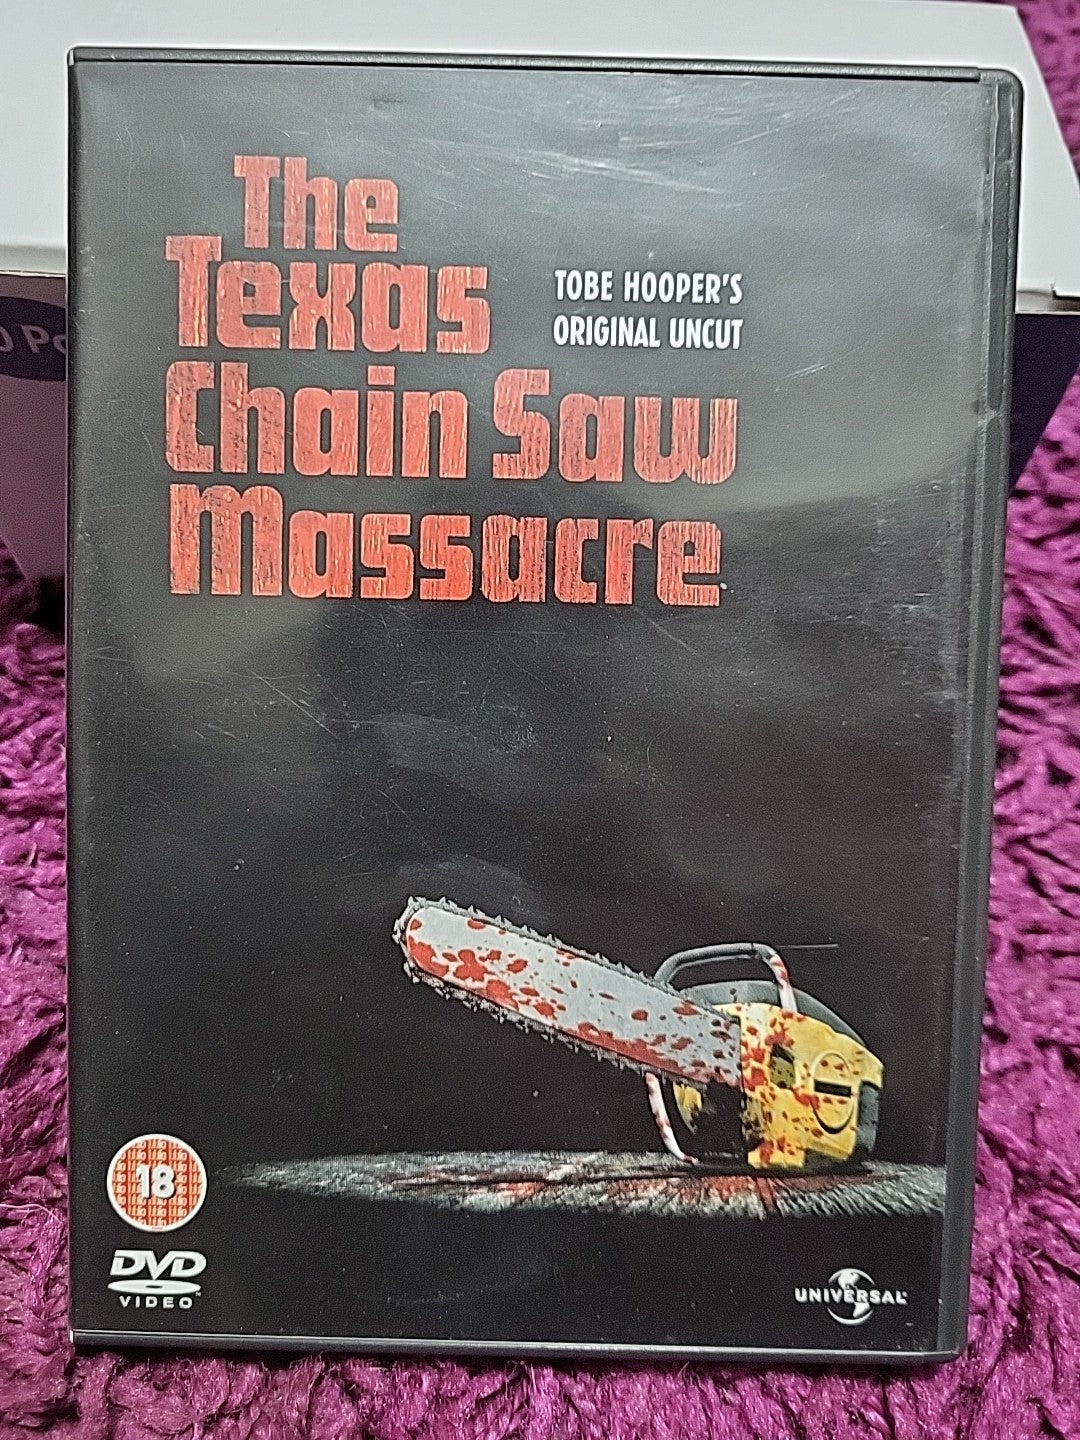 The
Texas
Chain Saw
Massacre
TOBE HOOPER'S
ORIGINAL UNCUT
18
DVD
VIDEO
UNIVERSAL